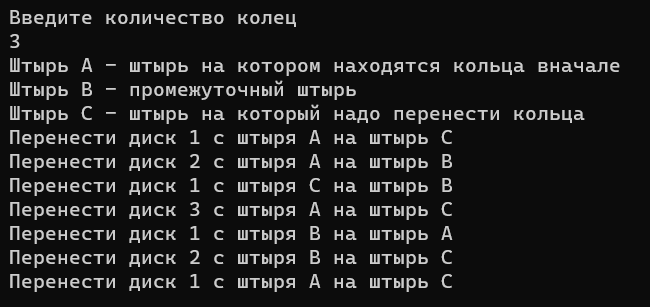 Введите количество колец
3
Штырь A - штырь на котором находятся кольца вначале
Штырь B - промежуточный штырь
Штырь C - штырь на который надо перенести кольца
Перенести диск 1 с штыря A на штырь C
Перенести диск 2 с штыря A на штырь B
Перенести диск 1 с штыря C на штырь B
Перенести диск 3 с штыря A на штырь C
Перенести диск 1 с штыря B на штырь A
Перенести диск 2 с штыря B на штырь C
Перенести диск 1 с штыря A на штырь C